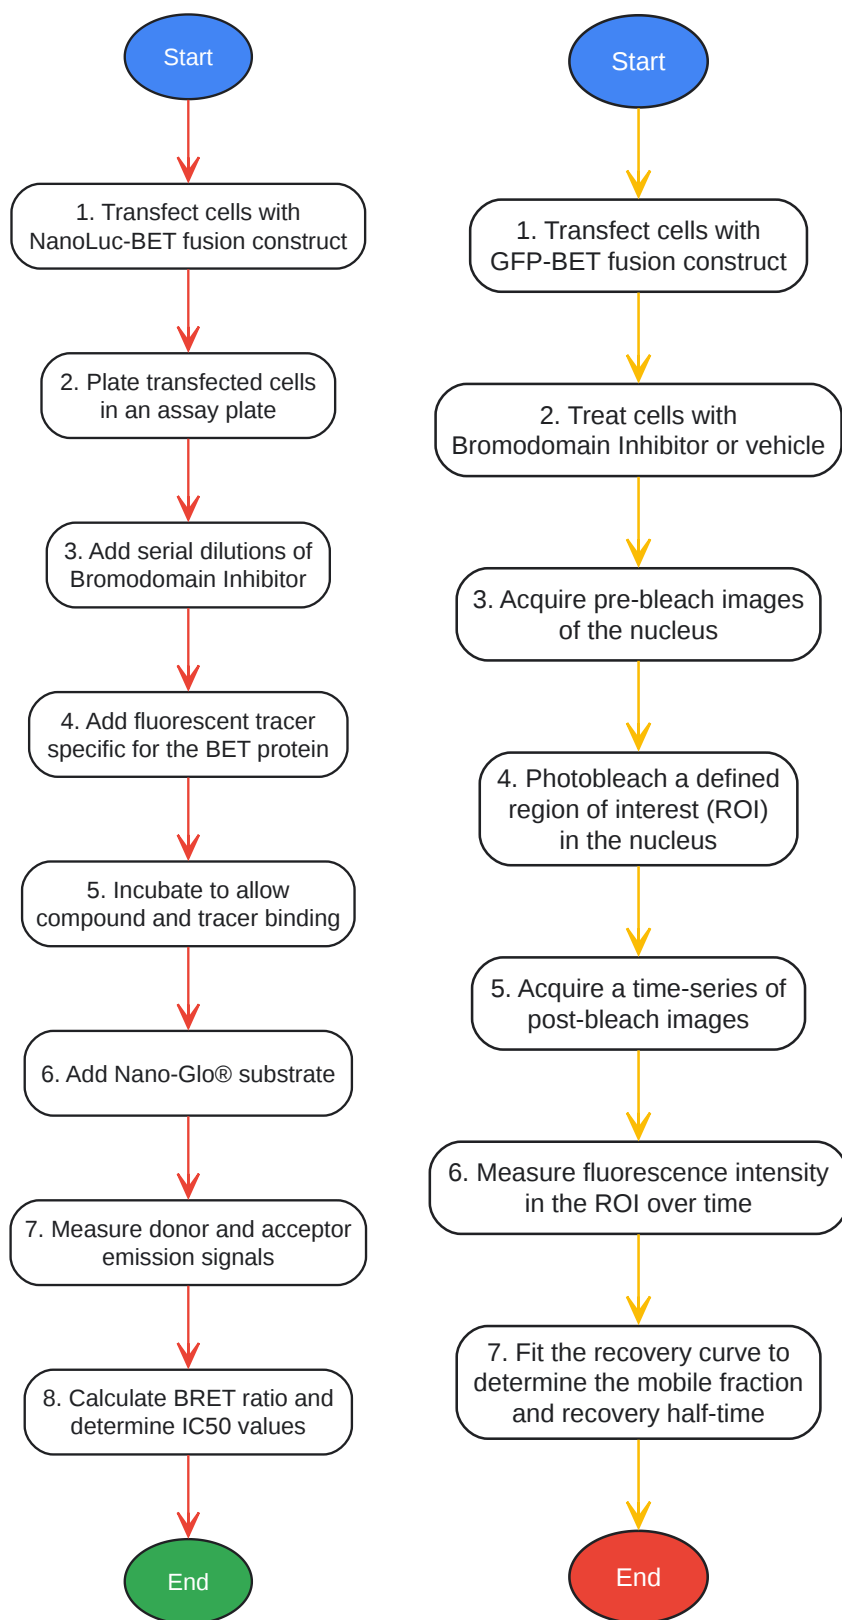 Start
1. Transfect cells with
NanoLuc-BET fusion construct
2. Plate transfected cells
in an assay plate
3. Add serial dilutions of
Bromodomain Inhibitor
4. Add fluorescent tracer
specific for the BET protein
5. Incubate to allow
compound and tracer binding
6. Add Nano-Glo® substrate
7. Measure donor and acceptor
emission signals
8. Calculate BRET ratio and
determine IC50 values
End
Start
1. Transfect cells with
GFP-BET fusion construct
2. Treat cells with
Bromodomain Inhibitor or vehicle
3. Acquire pre-bleach images
of the nucleus
4. Photobleach a defined
region of interest (ROI)
in the nucleus
5. Acquire a time-series of
post-bleach images
6. Measure fluorescence intensity
in the ROI over time
7. Fit the recovery curve to
determine the mobile fraction
and recovery half-time
End